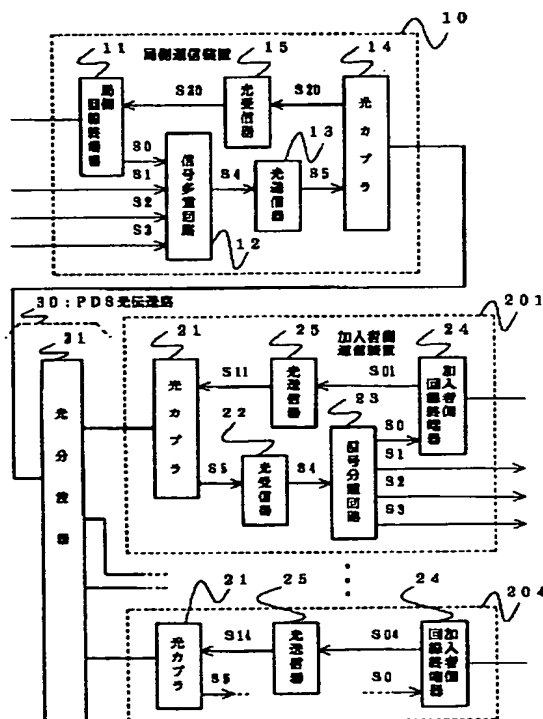 10
11
局側通信装置
15
14
局側回線終端器
S20
光受信器
S20
光カプラ
S0
S1
S2
S3
信号多重回路
S4
13
光送信器
S5
12
30:PDS光伝送路
201
21
光分岐器
21
25
加入者側通信装置
24
光カプラ
S11
光送信器
S01
加入者側回線終端器
22
23
S5
光受信器
S4
信号分離回路
S0
S1
S2
S3
21
25
24
204
光カプラ
S14
光送信器
S04
加入者側回線終端器
S5
S0